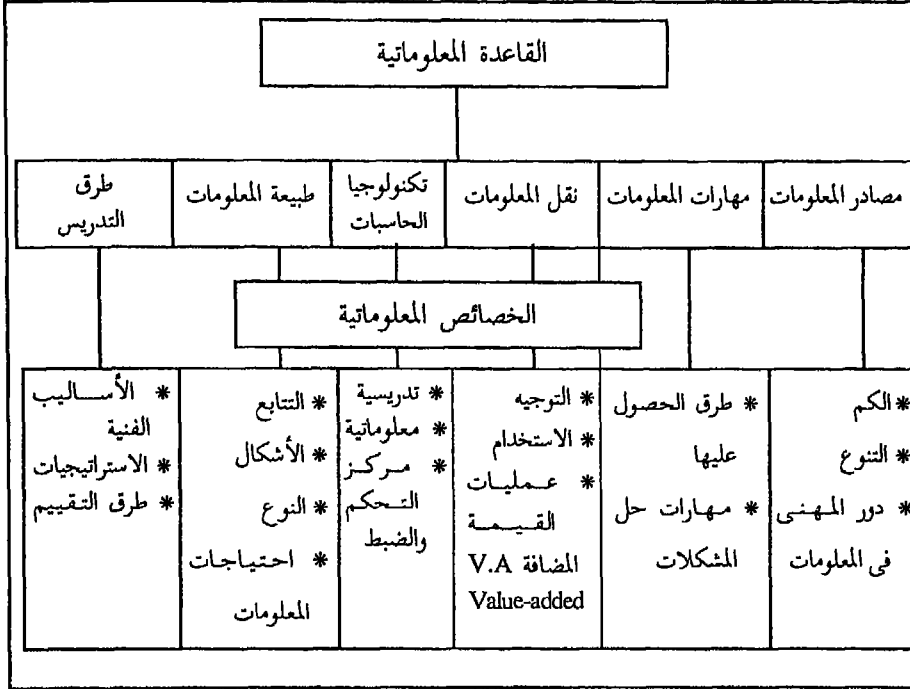 القاعدة المعلوماتية
مصادر المعلومات
مهارات المعلومات
نقل المعلومات
تكنولوجيا
الحاسبات
طبيعة المعلومات
طرق
التدريس
الخصائص المعلوماتية
* الكم
* التنوع
* دور المهنى
فى المعلومات
* طرق الحصول
عليها
* مهارات حل
المشكلات
* التوجيه
* الاستخدام
* عمليات
القيمة
المضافة V.A
Value-added
* تدريسية
* معلوماتية
* مركز
التحكم
والضبط
* التتابع
* الأشكال
* النوع
* احتياجات
المعلومات
* الأساليب
الفنية
* الاستراتيجيات
* طرق التقييم